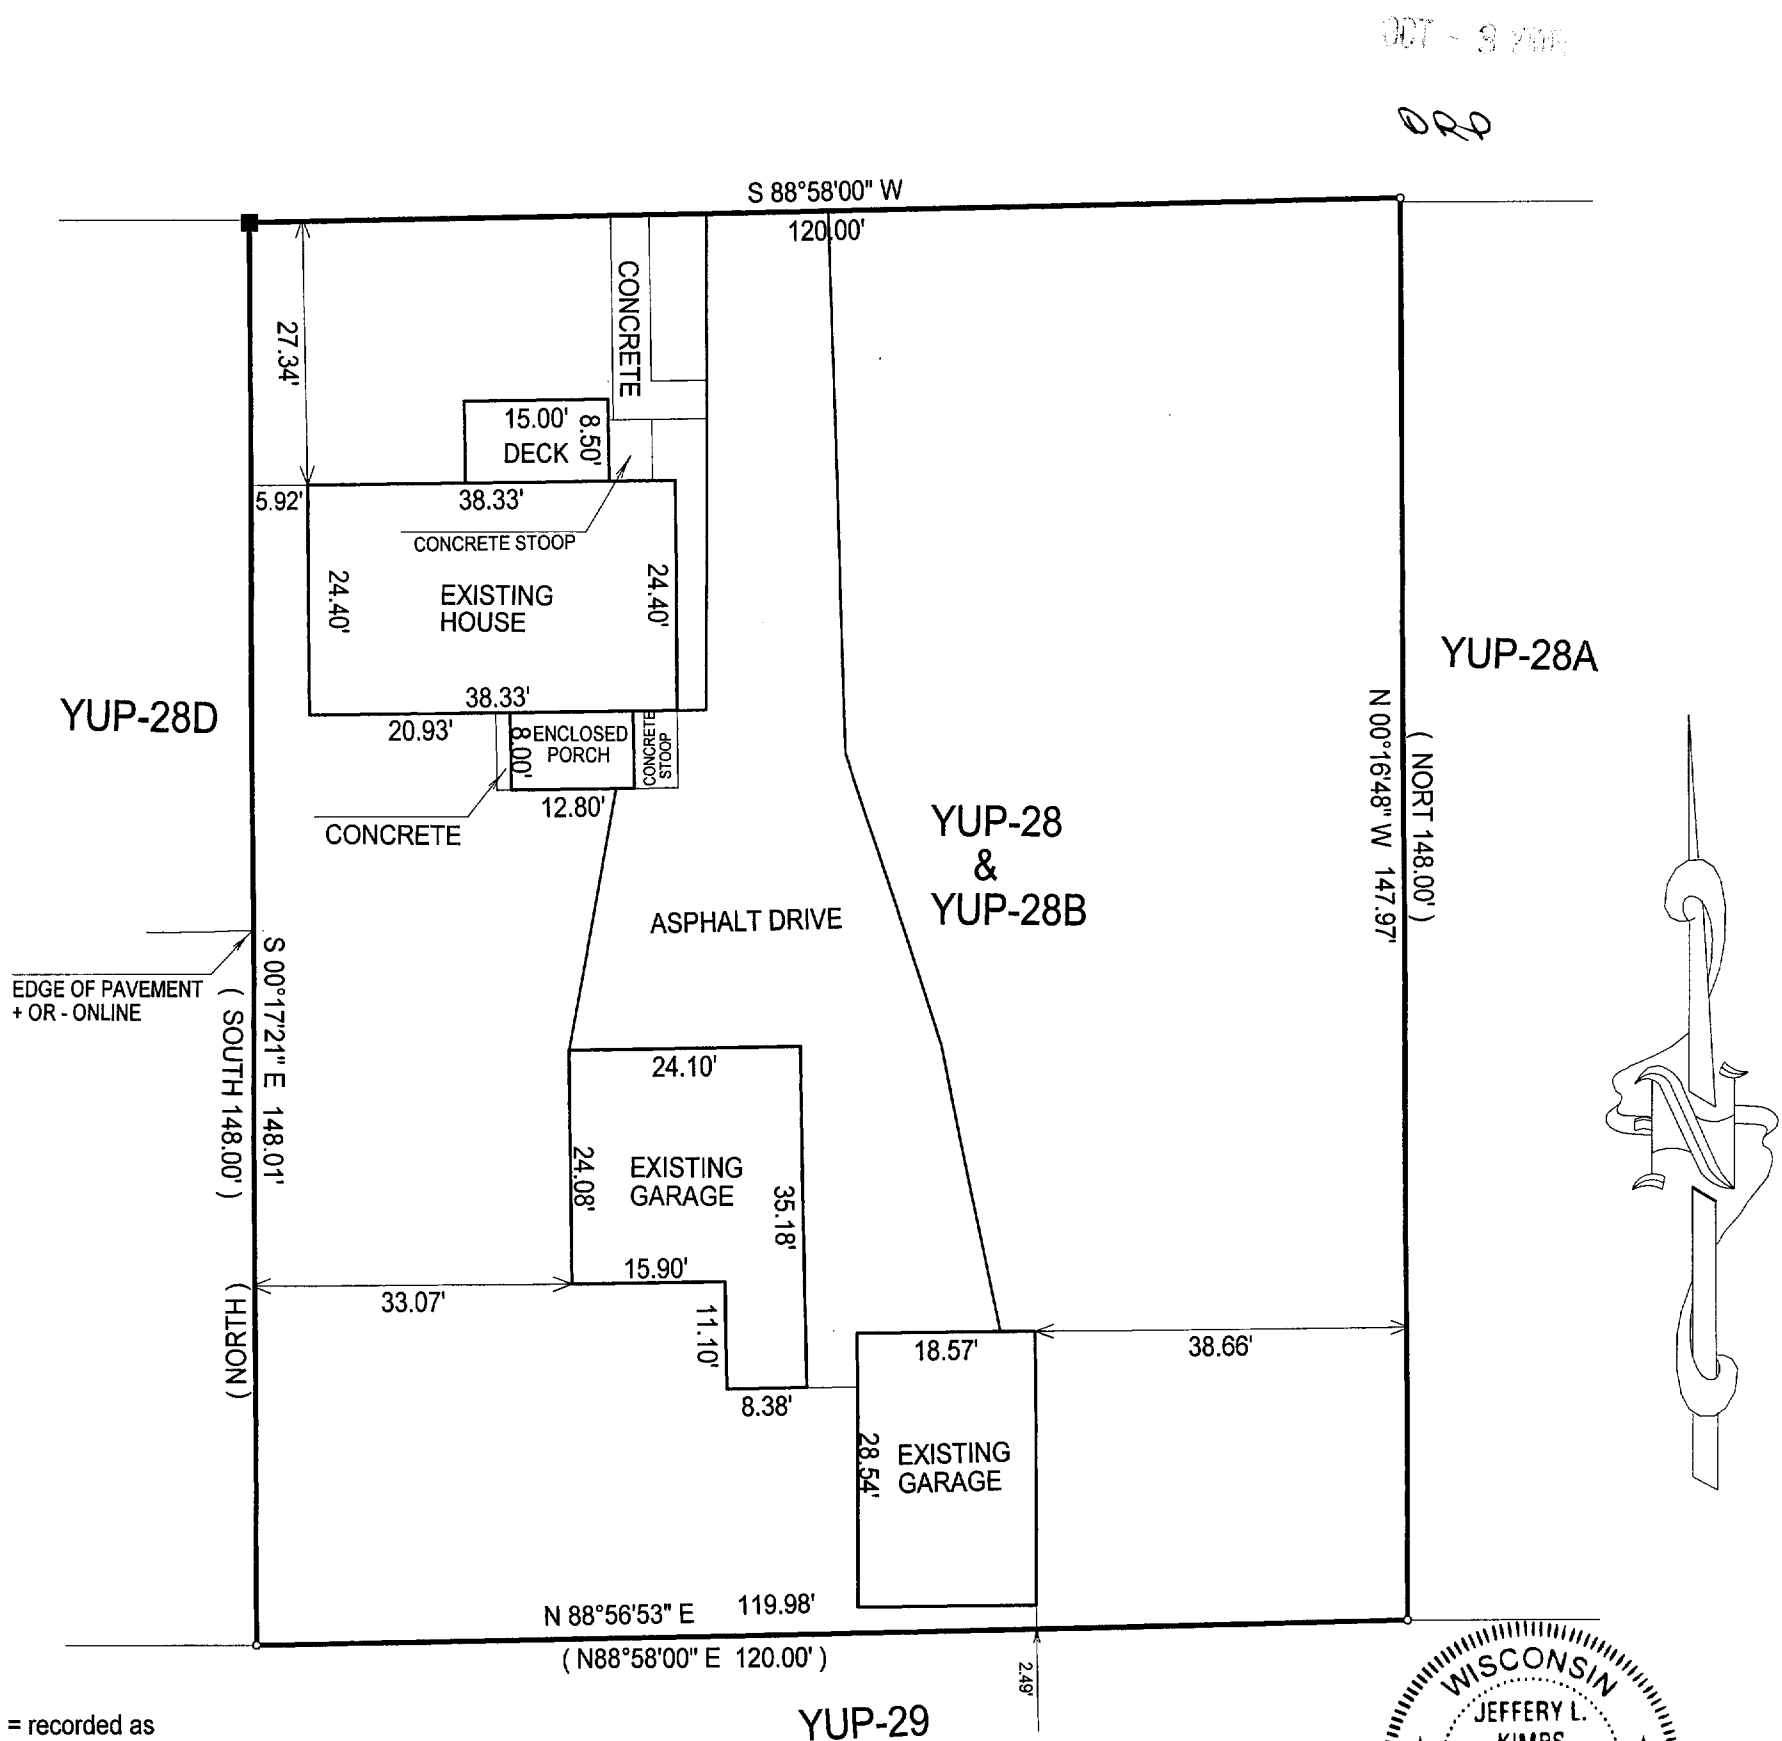 OCT - 3
S 88°58'00" W
120.00'
CONCRETE
27.34'
15.00'
8.50'
DECK
5.92'
38.33'
CONCRETE STOOP
24.40'
24.40'
EXISTING
HOUSE
YUP-28A
38.33'
YUP-28D
20.93'
8.00'
ENCLOSED
PORCH
CONCRETE
STOOP
12.80'
CONCRETE
N 00°16'48" W 147.97'
( NORT 148.00' )
YUP-28
&
YUP-28B
ASPHALT DRIVE
EDGE OF PAVEMENT
+ OR - ONLINE
S 00°17'21" E 148.01'
( SOUTH 148.00' )
24.10'
24.08'
EXISTING
GARAGE
35.18'
N
15.90'
33.07'
( NORTH )
11.10'
18.57'
38.66'
8.38'
28.54'
EXISTING
GARAGE
N 88°56'53" E 119.98'
( N88°58'00" E 120.00' )
2.49'
YUP-29
= recorded as
WISCONSIN
JEFFERY L.